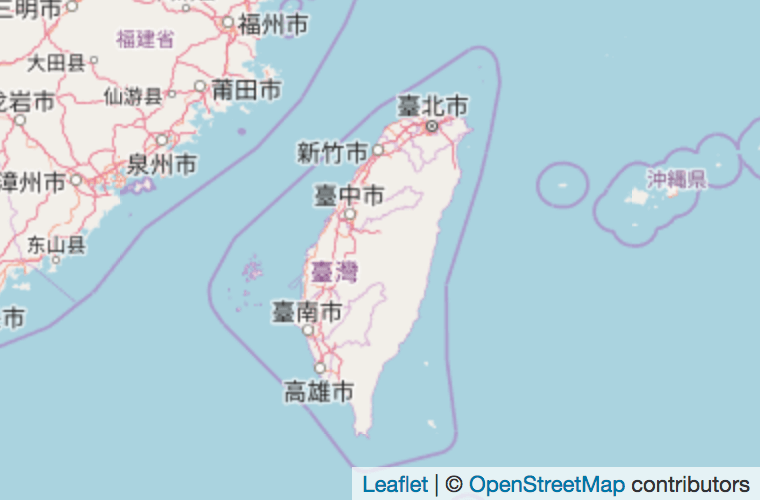 三明市
福州市
福建省
大田县
仙游县
莆田市
龙岩市
泉州市
漳州市
东山县
市
臺北市
新竹市
臺中市
臺灣
臺南市
高雄市
沖縄県
Leaflet | © OpenStreetMap contributors